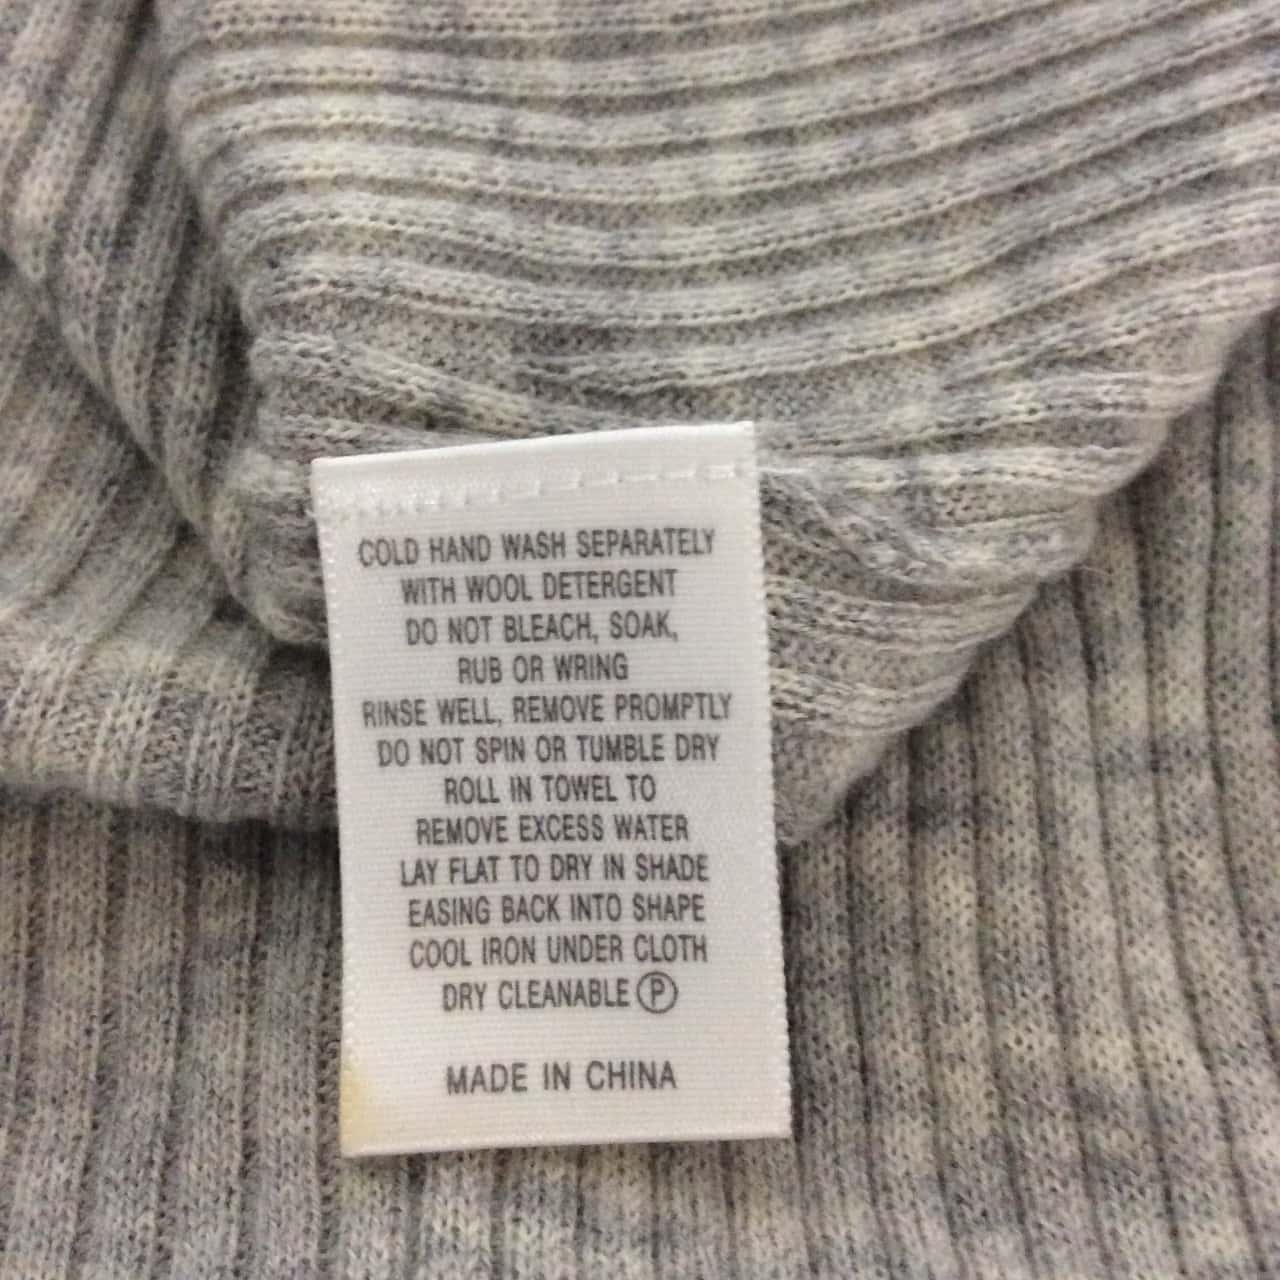 COLD HAND WASH SEPARATELY
WITH WOOL DETERGENT
DO NOT BLEACH, SOAK,
RUB OR WRING
RINSE WELL, REMOVE PROMPTLY
DO NOT SPIN OR TUMBLE DRY
ROLL IN TOWEL TO
REMOVE EXCESS WATER
LAY FLAT TO DRY IN SHADE
EASING BACK INTO SHAPE
COOL IRON UNDER CLOTH
DRY CLEANABLE Ⓟ
MADE IN CHINA